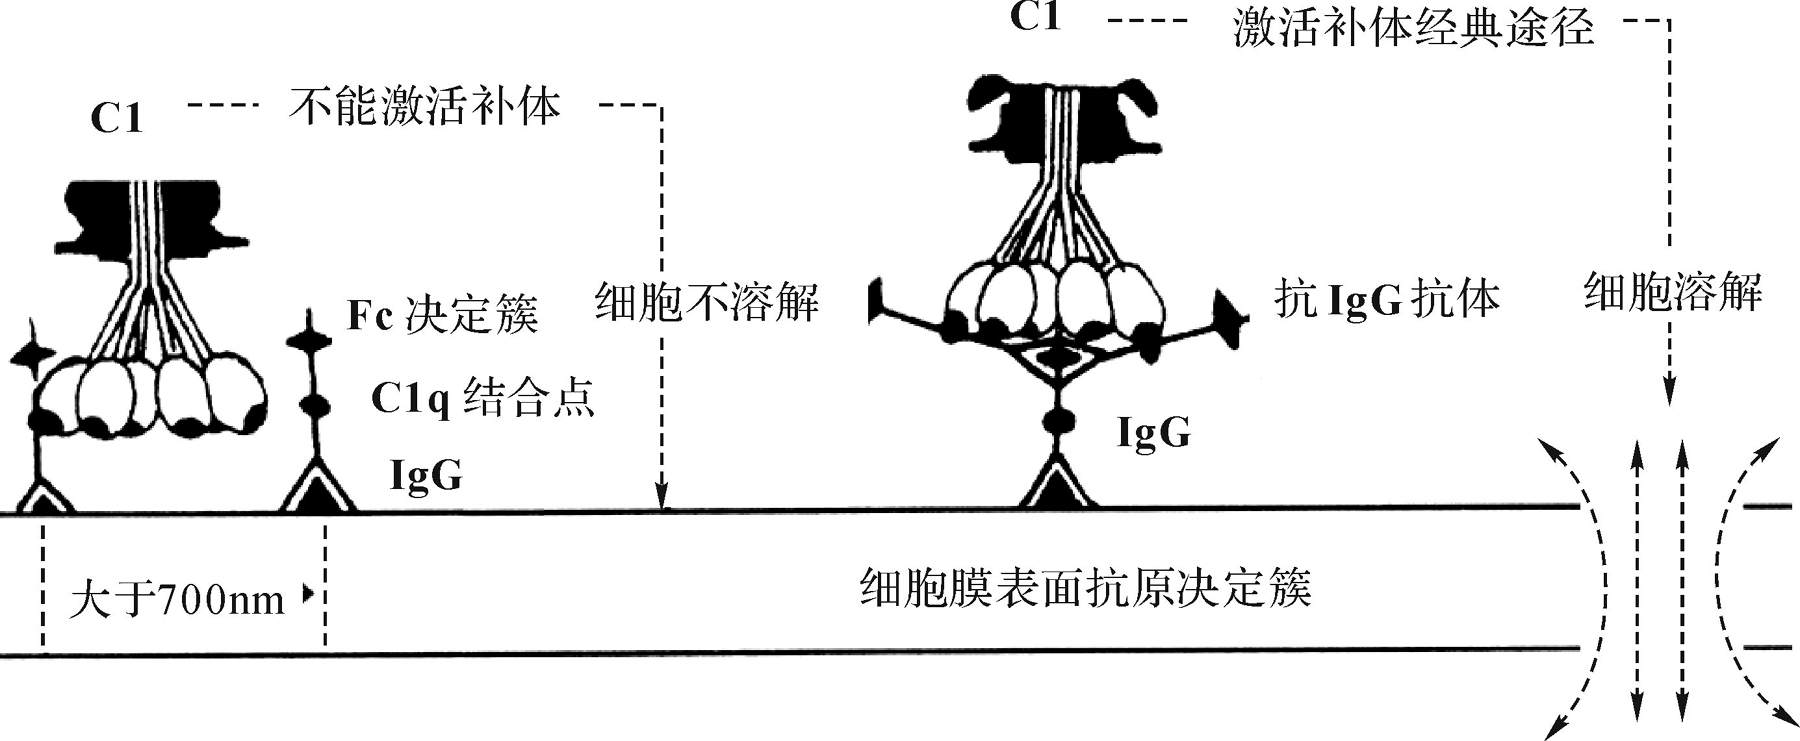 C1 激活补体经典途径
C1 不能激活补体
Fc 决定簇
细胞不溶解
抗 IgG 抗体
细胞溶解
C1q 结合点
IgG
IgG
大于700nm
细胞膜表面抗原决定簇